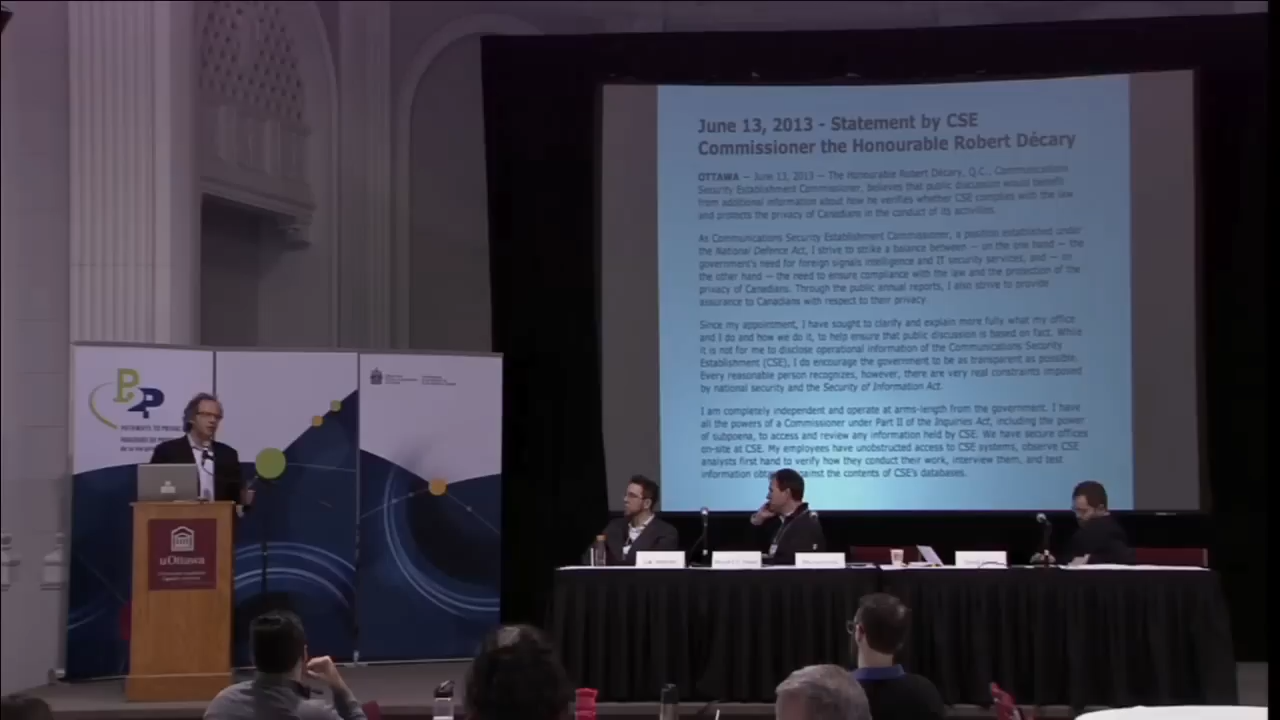 June 13, 2013 - Statement by CSE
Commissioner the Honourable Robert Décary
OTTAWA — June 13, 2013 — The Honourable Robert Décary, Q.C., Communications
Security Establishment Commissioner, believes that public discussion would benefit
from additional information about how he verifies whether CSE complies with the law
and protects the privacy of Canadians in the conduct of its activities.
As Communications Security Establishment Commissioner, a position established under
the National Defence Act, I strive to strike a balance between — on the one hand — the
government's need for foreign signals intelligence and IT security services, and — on
the other hand — the need to ensure compliance with the law and the protection of the
privacy of Canadians. Through the public annual reports, I also strive to provide
assurance to Canadians with respect to their privacy.
Since my appointment, I have sought to clarify and explain more fully what my office
and I do and how we do it, to help ensure that public discussion is based on fact. While
it is not for me to disclose operational information of the Communications Security
Establishment (CSE), I do encourage the government to be as transparent as possible.
Every reasonable person recognizes, however, there are very real constraints imposed
by national security and the Security of Information Act.
I am completely independent and operate at arms-length from the government. I have
all the powers of a Commissioner under Part II of the Inquiries Act, including the power
of subpoena, to access and review any information held by CSE. We have secure offices
on-site at CSE. My employees have unobstructed access to CSE systems, observe CSE
analysts first hand to verify how they conduct their work, interview them, and test
information against the contents of CSE's databases.
P2P
PATHWAYS TO
uOttawa